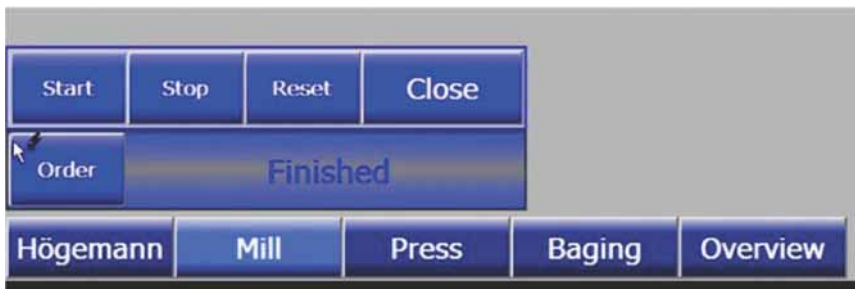 Start Stop Reset Close
Order Finished
Högemann Mill Press Baging Overview